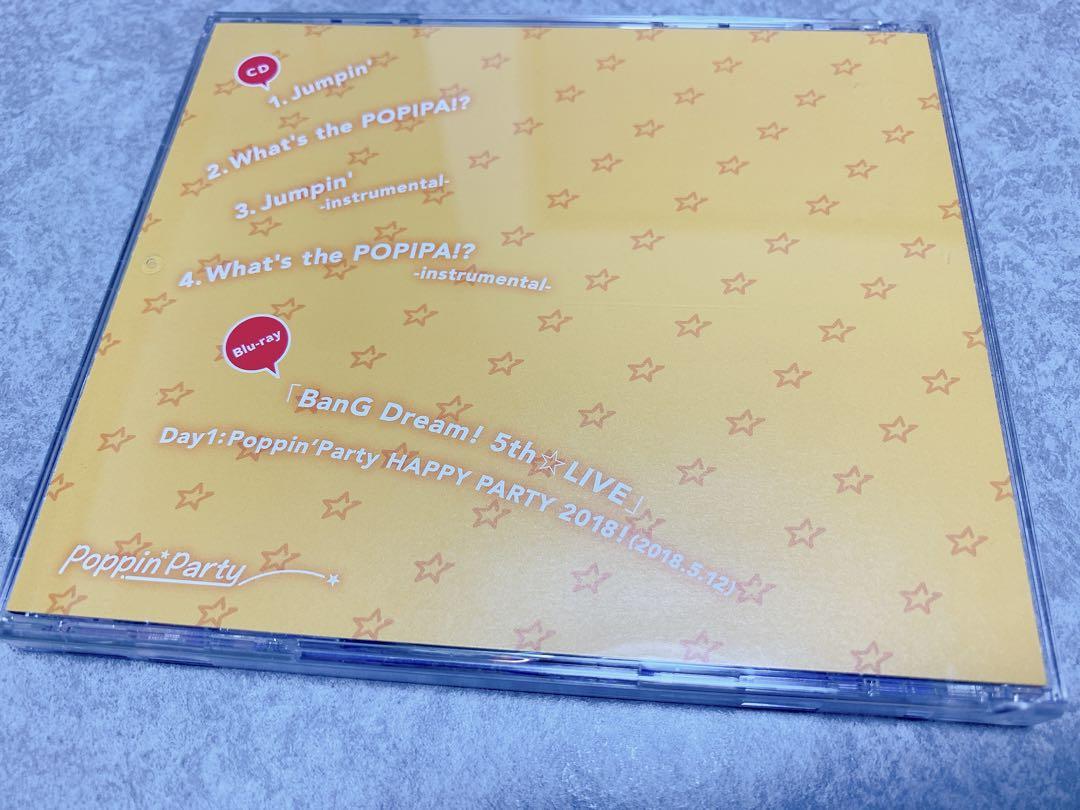 CD
1. Jumpin'
2. What's the POPIPA!?
3. Jumpin'
-instrumental-
4. What's the POPIPA!?
-instrumental-
Blu-ray
「BanG Dream! 5th☆LIVE」
Day1:Poppin'Party HAPPY PARTY 2018! (2018.5.12)
Poppin'Party